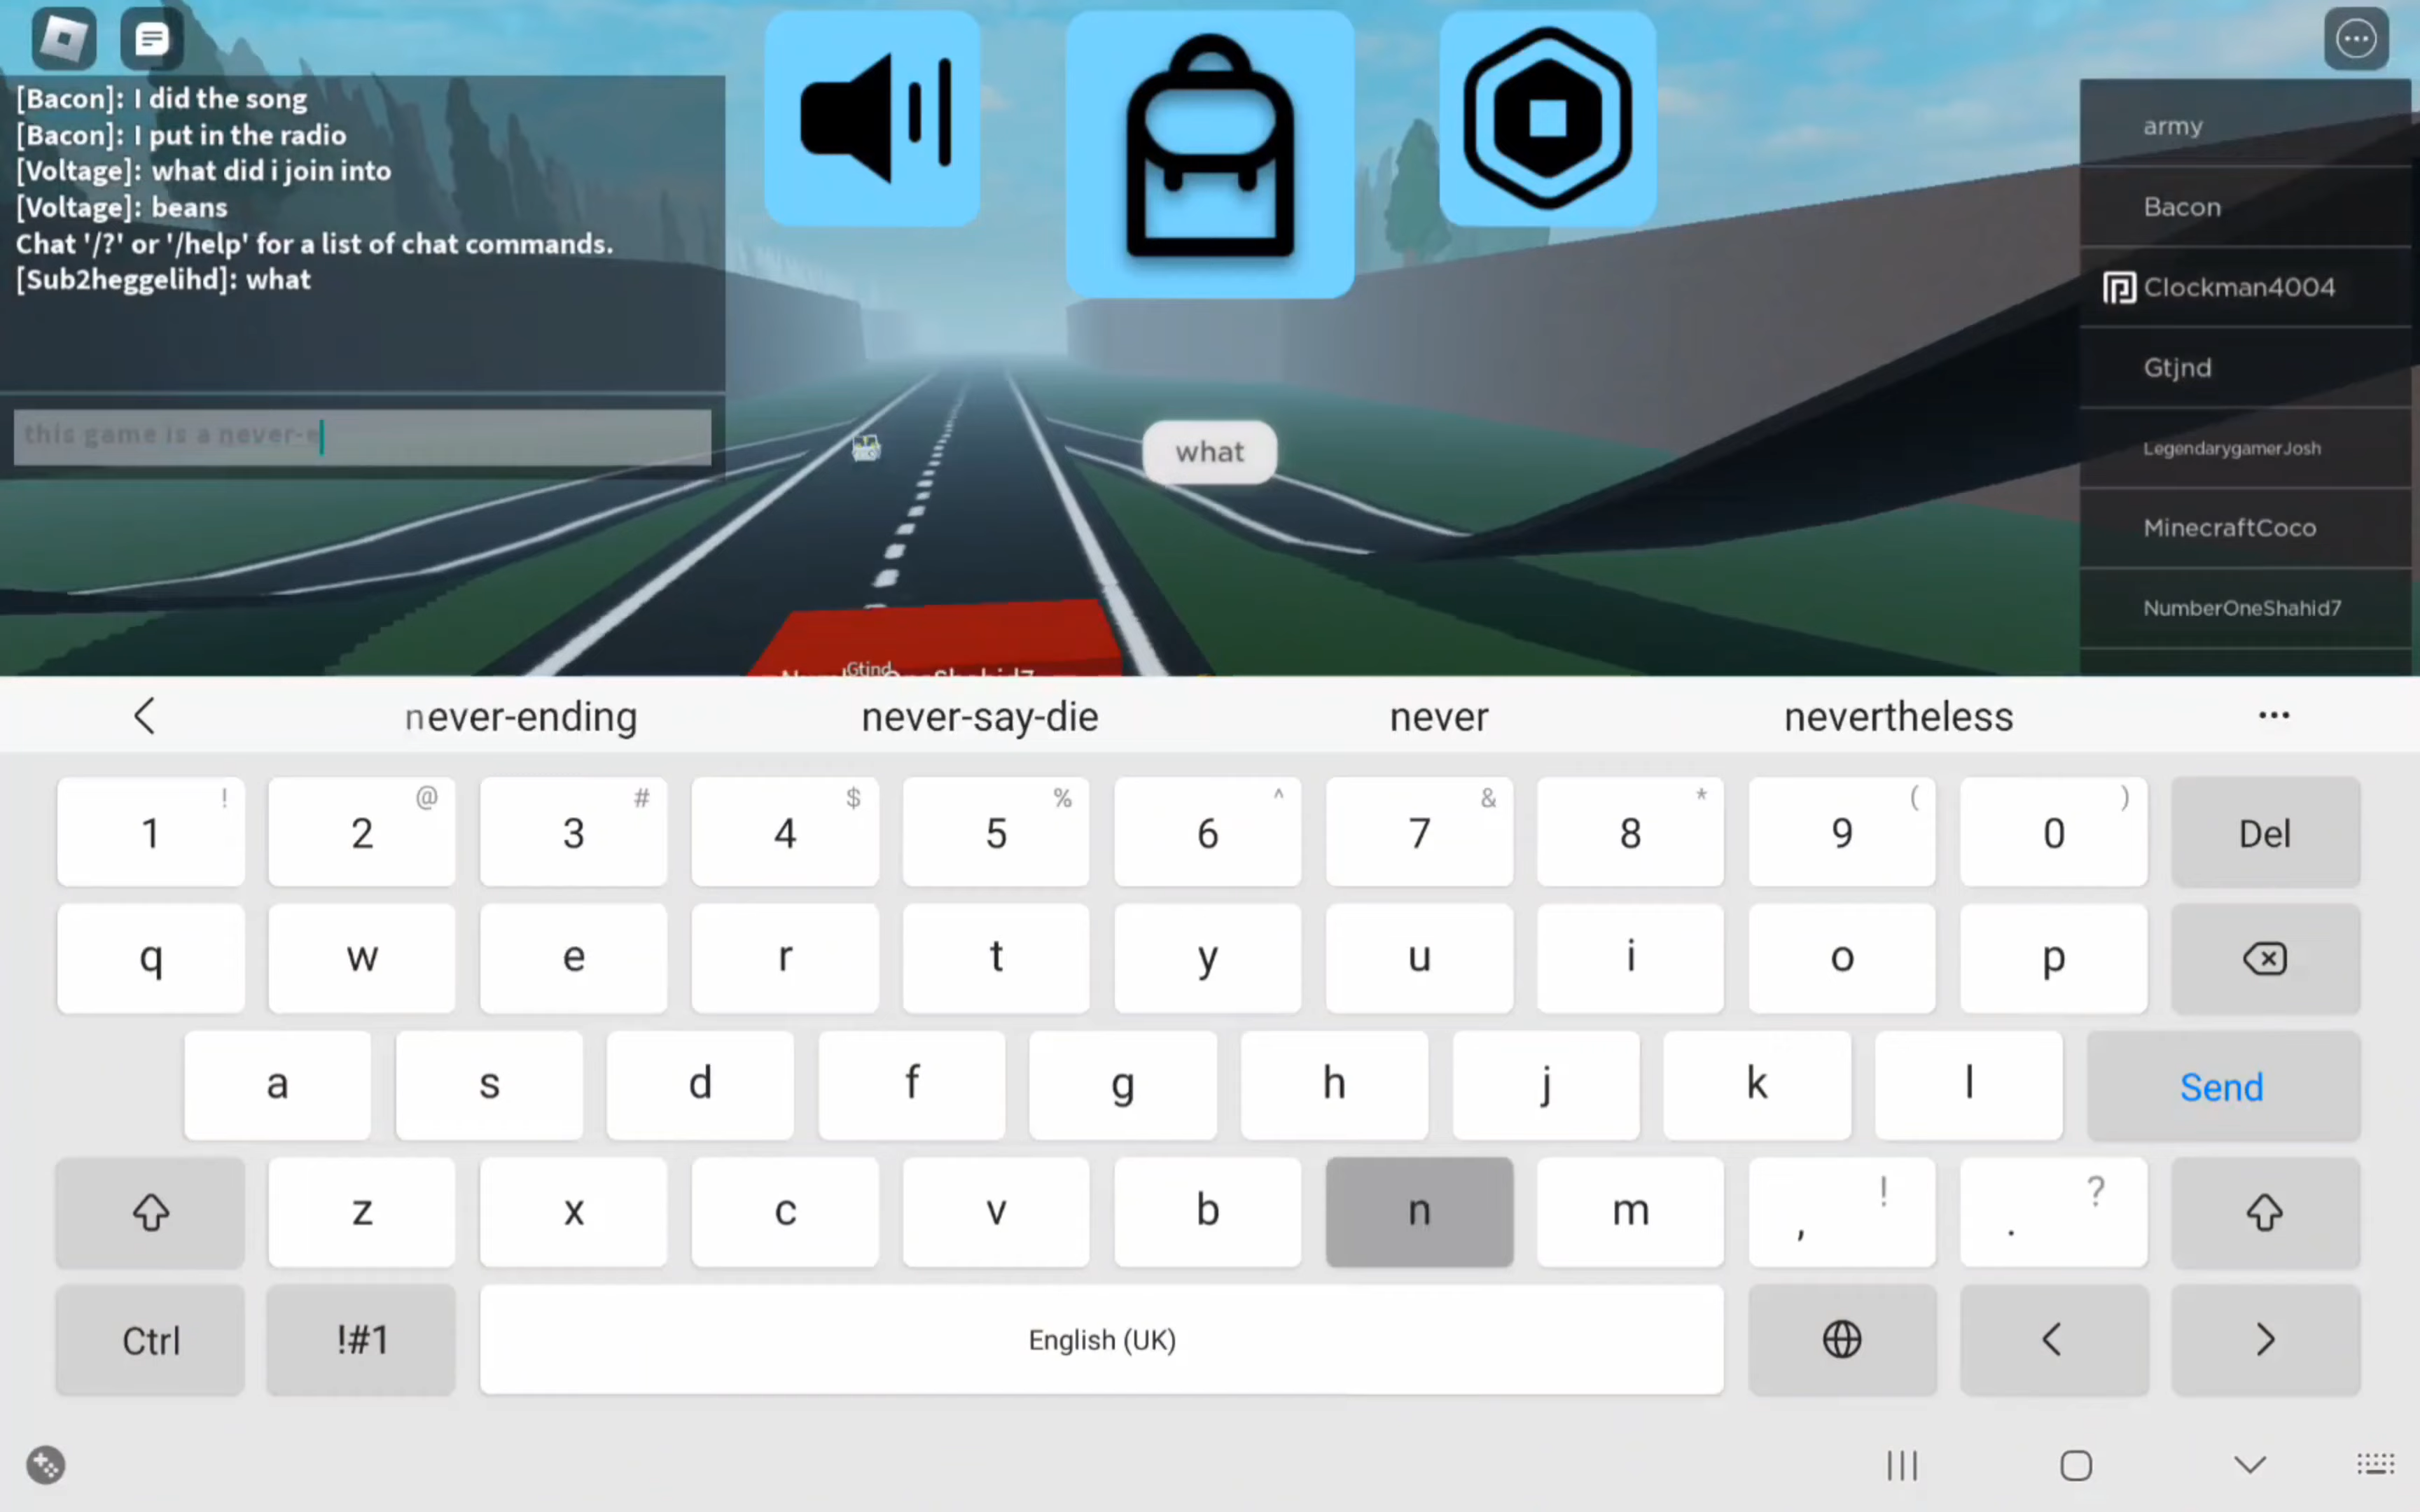 [Bacon]: I did the song
[Bacon]: I put in the radio
[Voltage]: what did i join into
[Voltage]: beans
Chat '/?' or '/help' for a list of chat commands.
[Sub2heggelihd]: what
this game is a never-e
what
army
Bacon
Clockman4004
Gtjnd
LegendarygamerJosh
MinecraftCoco
NumberOneShahid7
Gtjnd
never-ending never-say-die never nevertheless ...
! @ # $ % ^ & * ( )
1 2 3 4 5 6 7 8 9 0 Del
q w e r t y u i o p
a s d f g h j k l Send
z x c v b n m , ! . ?
Ctrl !#1 English (UK) < >